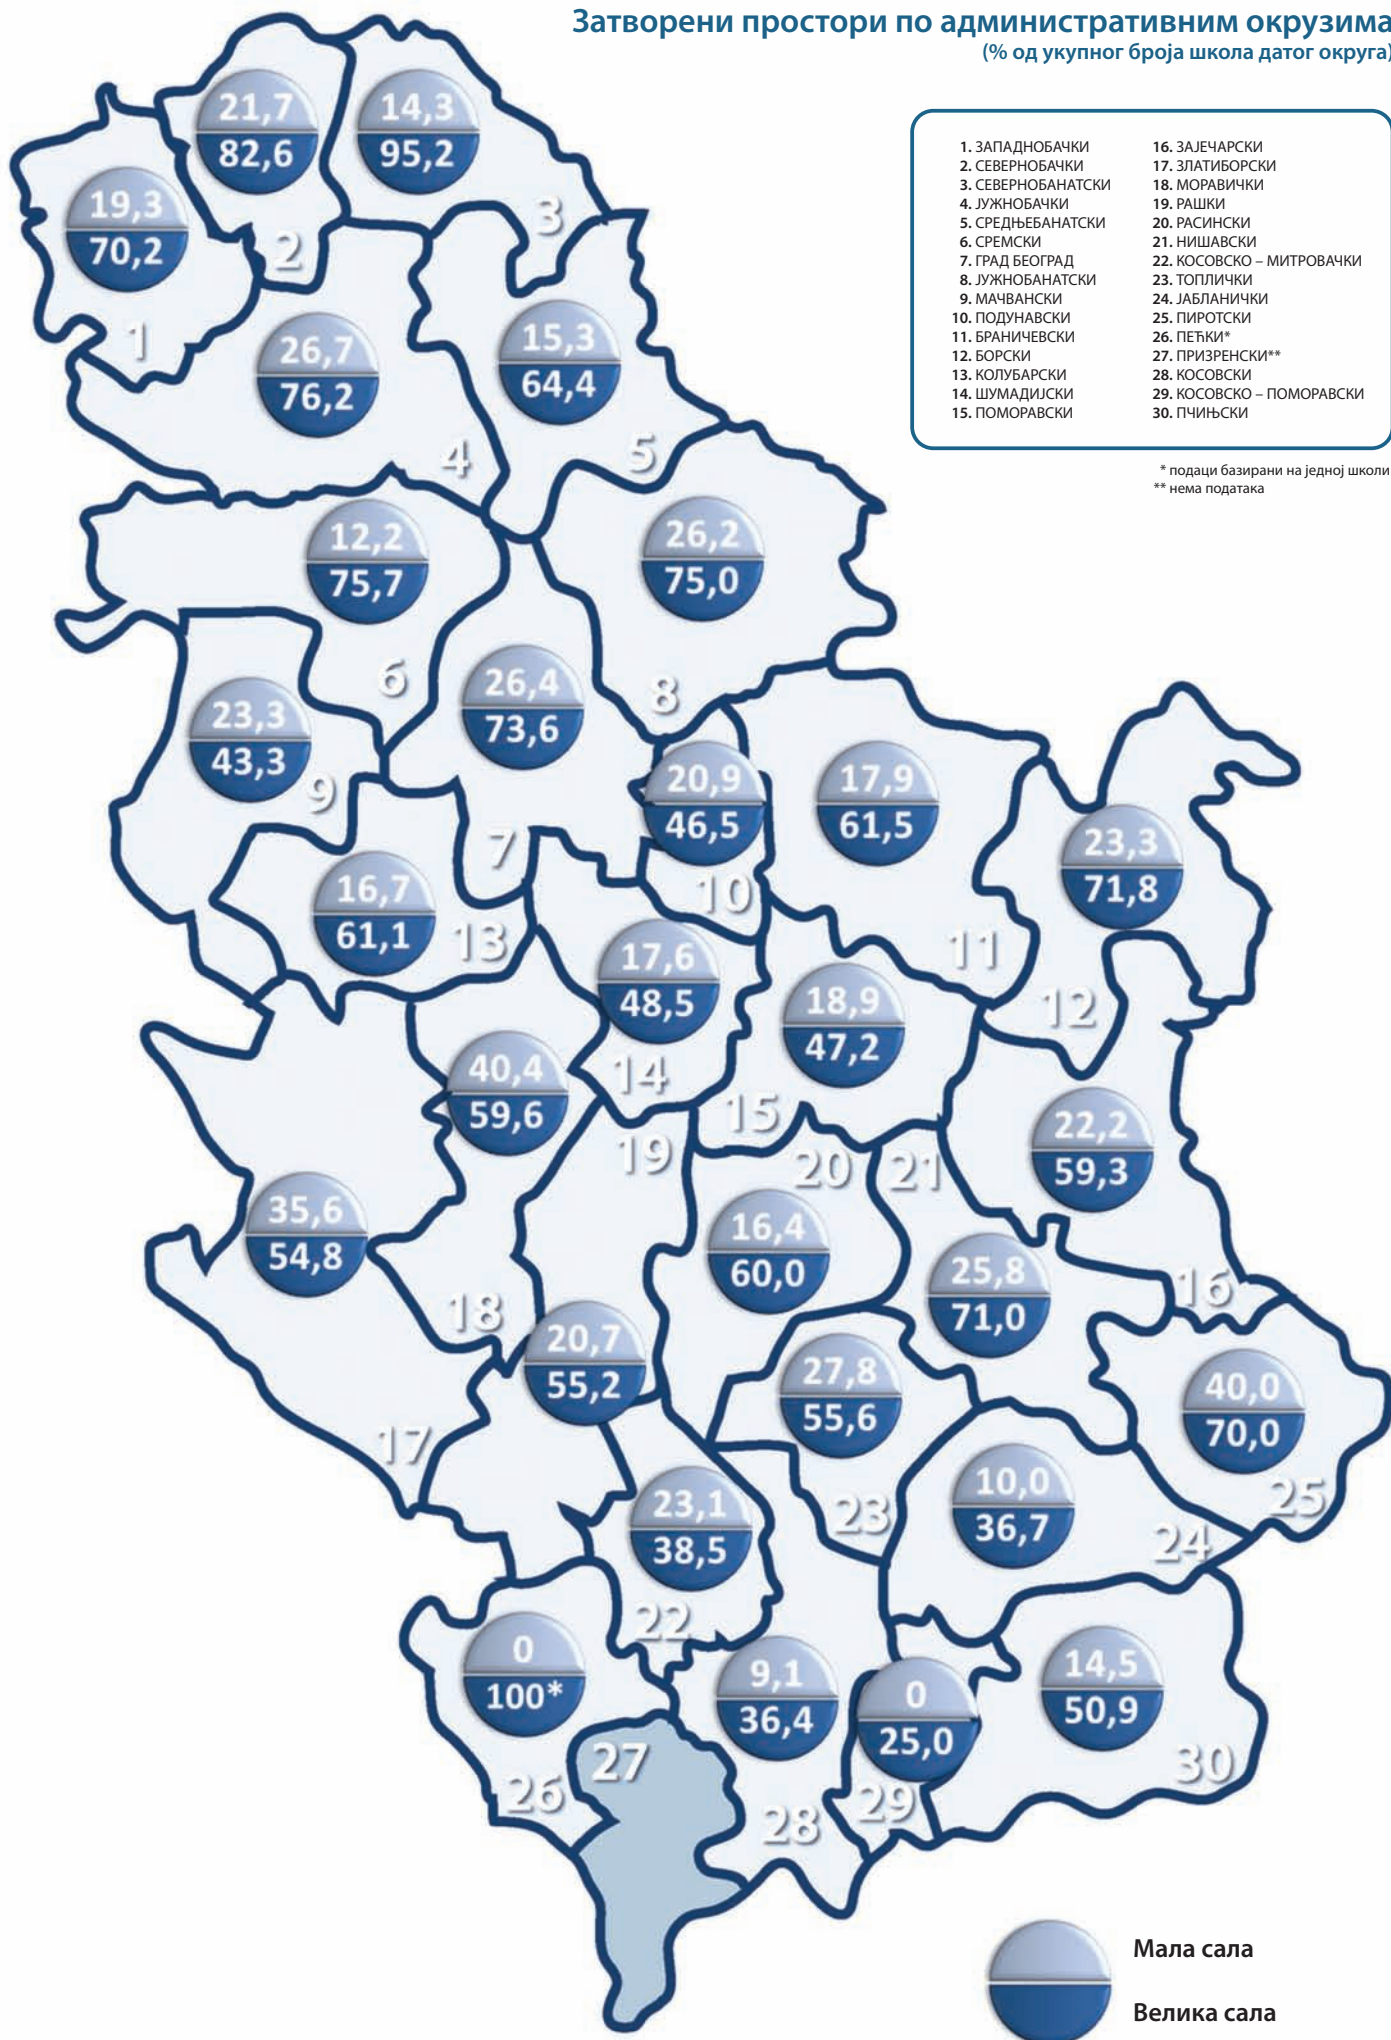 Затворени простори по административним окрузима
(% од укупног броја школа датог округа)
1. ЗАПАДНОБАЧКИ
2. СЕВЕРНОБАЧКИ
3. СЕВЕРНОБАНАТСКИ
4. ЈУЖНОБАЧКИ
5. СРЕДЊЕБАНАТСКИ
6. СРЕМСКИ
7. ГРАД БЕОГРАД
8. ЈУЖНОБАНАТСКИ
9. МАЧВАНСКИ
10. ПОДУНАВСКИ
11. БРАНИЧЕВСКИ
12. БОРСКИ
13. КОЛУБАРСКИ
14. ШУМАДИЈСКИ
15. ПОМОРАВСКИ
16. ЗАЈЕЧАРСКИ
17. ЗЛАТИБОРСКИ
18. МОРАВИЧКИ
19. РАШКИ
20. РАСИНСКИ
21. НИШАВСКИ
22. КОСОВСКО – МИТРОВАЧКИ
23. ТОПЛИЧКИ
24. ЈАБЛАНИЧКИ
25. ПИРОТСКИ
26. ПЕЋКИ*
27. ПРИЗРЕНСКИ**
28. КОСОВСКИ
29. КОСОВСКО – ПОМОРАВСКИ
30. ПЧИЊСКИ
* подаци базирани на једној школи
** нема података
19,3
70,2
1
21,7
82,6
2
14,3
95,2
3
26,7
76,2
4
15,3
64,4
5
12,2
75,7
6
26,4
73,6
7
26,2
75,0
8
23,3
43,3
9
20,9
46,5
10
17,9
61,5
11
23,3
71,8
12
16,7
61,1
13
17,6
48,5
14
18,9
47,2
15
22,2
59,3
16
35,6
54,8
17
40,4
59,6
18
19
20,7
55,2
20
16,4
60,0
21
25,8
71,0
23,1
38,5
22
27,8
55,6
23
10,0
36,7
24
40,0
70,0
25
0
100*
26
27
9,1
36,4
28
0
25,0
29
14,5
50,9
30
Мала сала
Велика сала